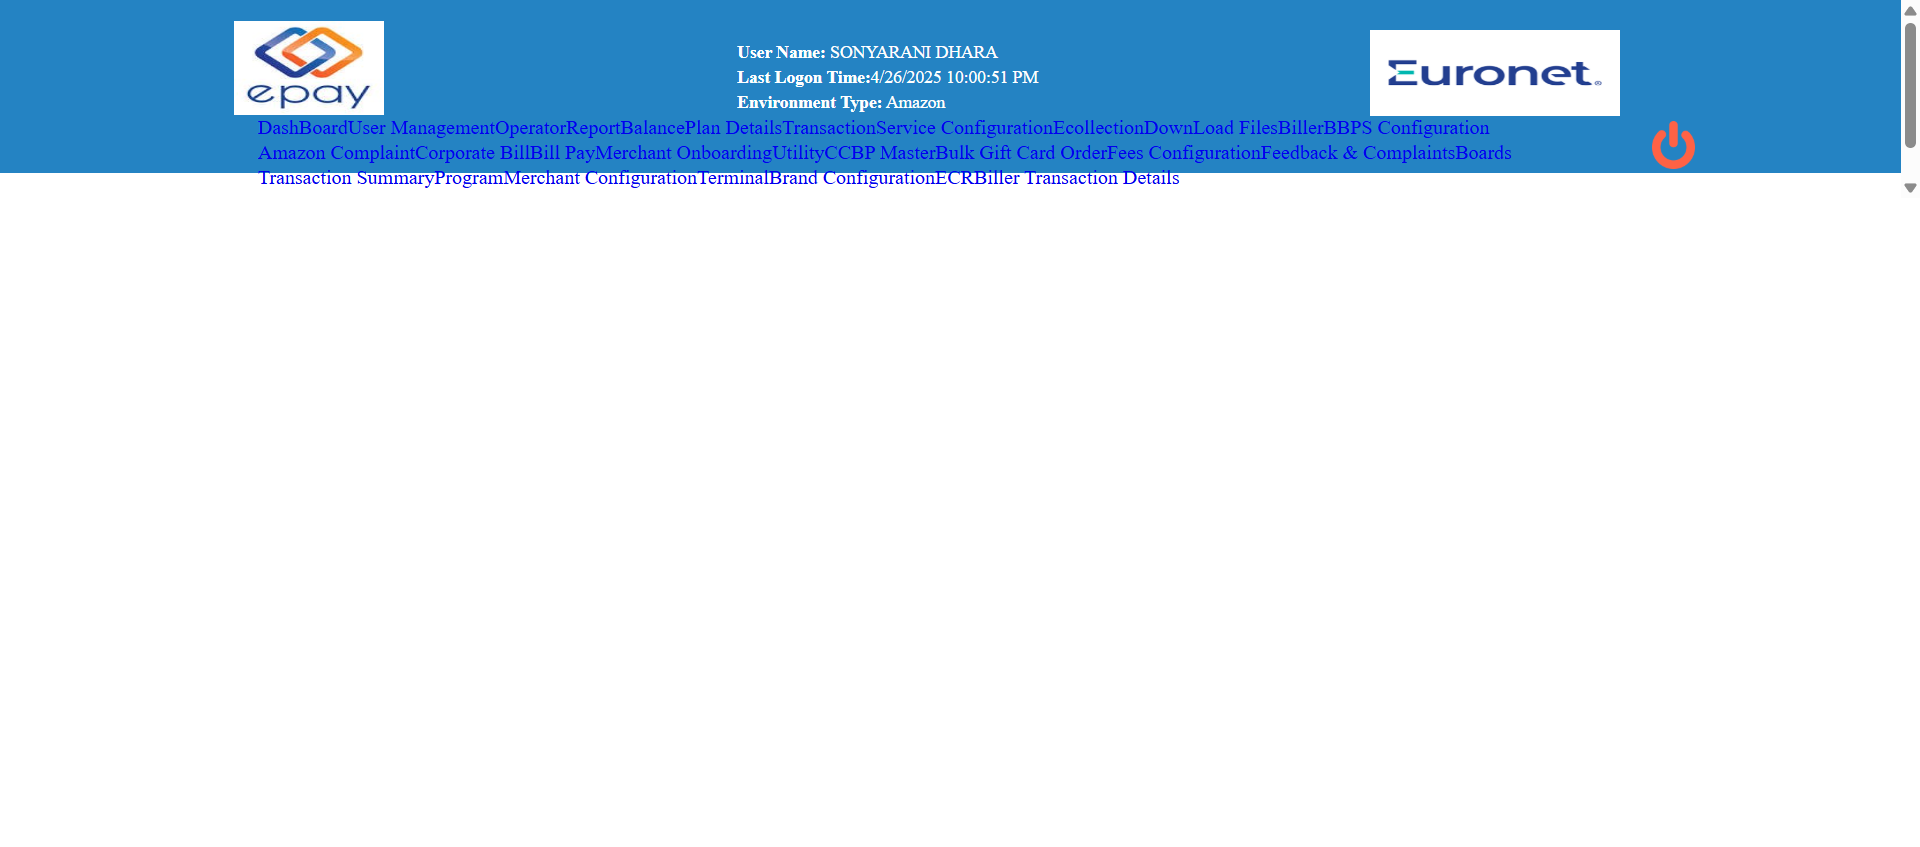 epay
User Name: SONYARANI DHARA
Last Logon Time:4/26/2025 10:00:51 PM
Environment Type: Amazon
Euronet®
DashBoardUser ManagementOperatorReportBalancePlan DetailsTransactionService ConfigurationEcollectionDownLoad FilesBillerBBPS Configuration
Amazon ComplaintCorporate BillBill PayMerchant OnboardingUtilityCCBP MasterBulk Gift Card OrderFees ConfigurationFeedback & ComplaintsBoards
Transaction SummaryProgramMerchant ConfigurationTerminalBrand ConfigurationECRBiller Transaction Details